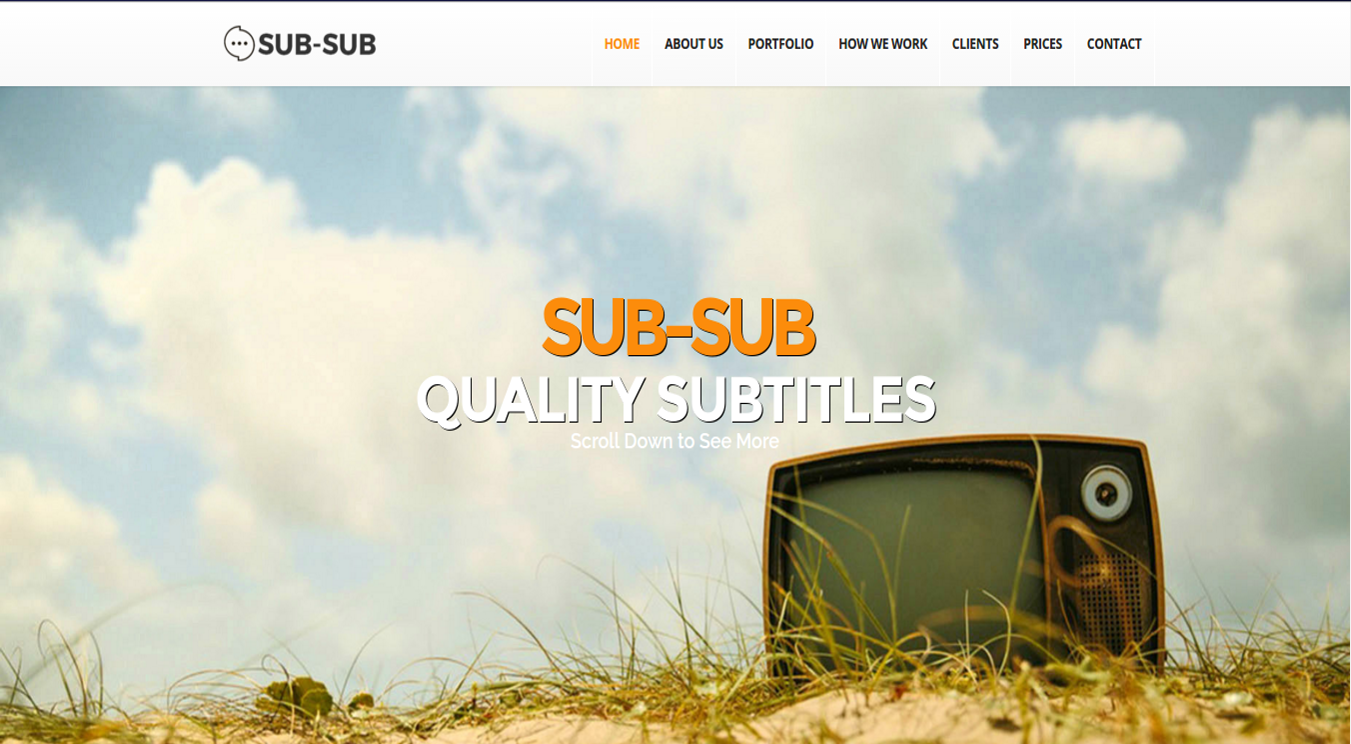 SUB-SUB
HOME ABOUT US PORTFOLIO HOW WE WORK CLIENTS PRICES CONTACT
SUB-SUB
QUALITY SUBTITLES
Scroll Down to See More